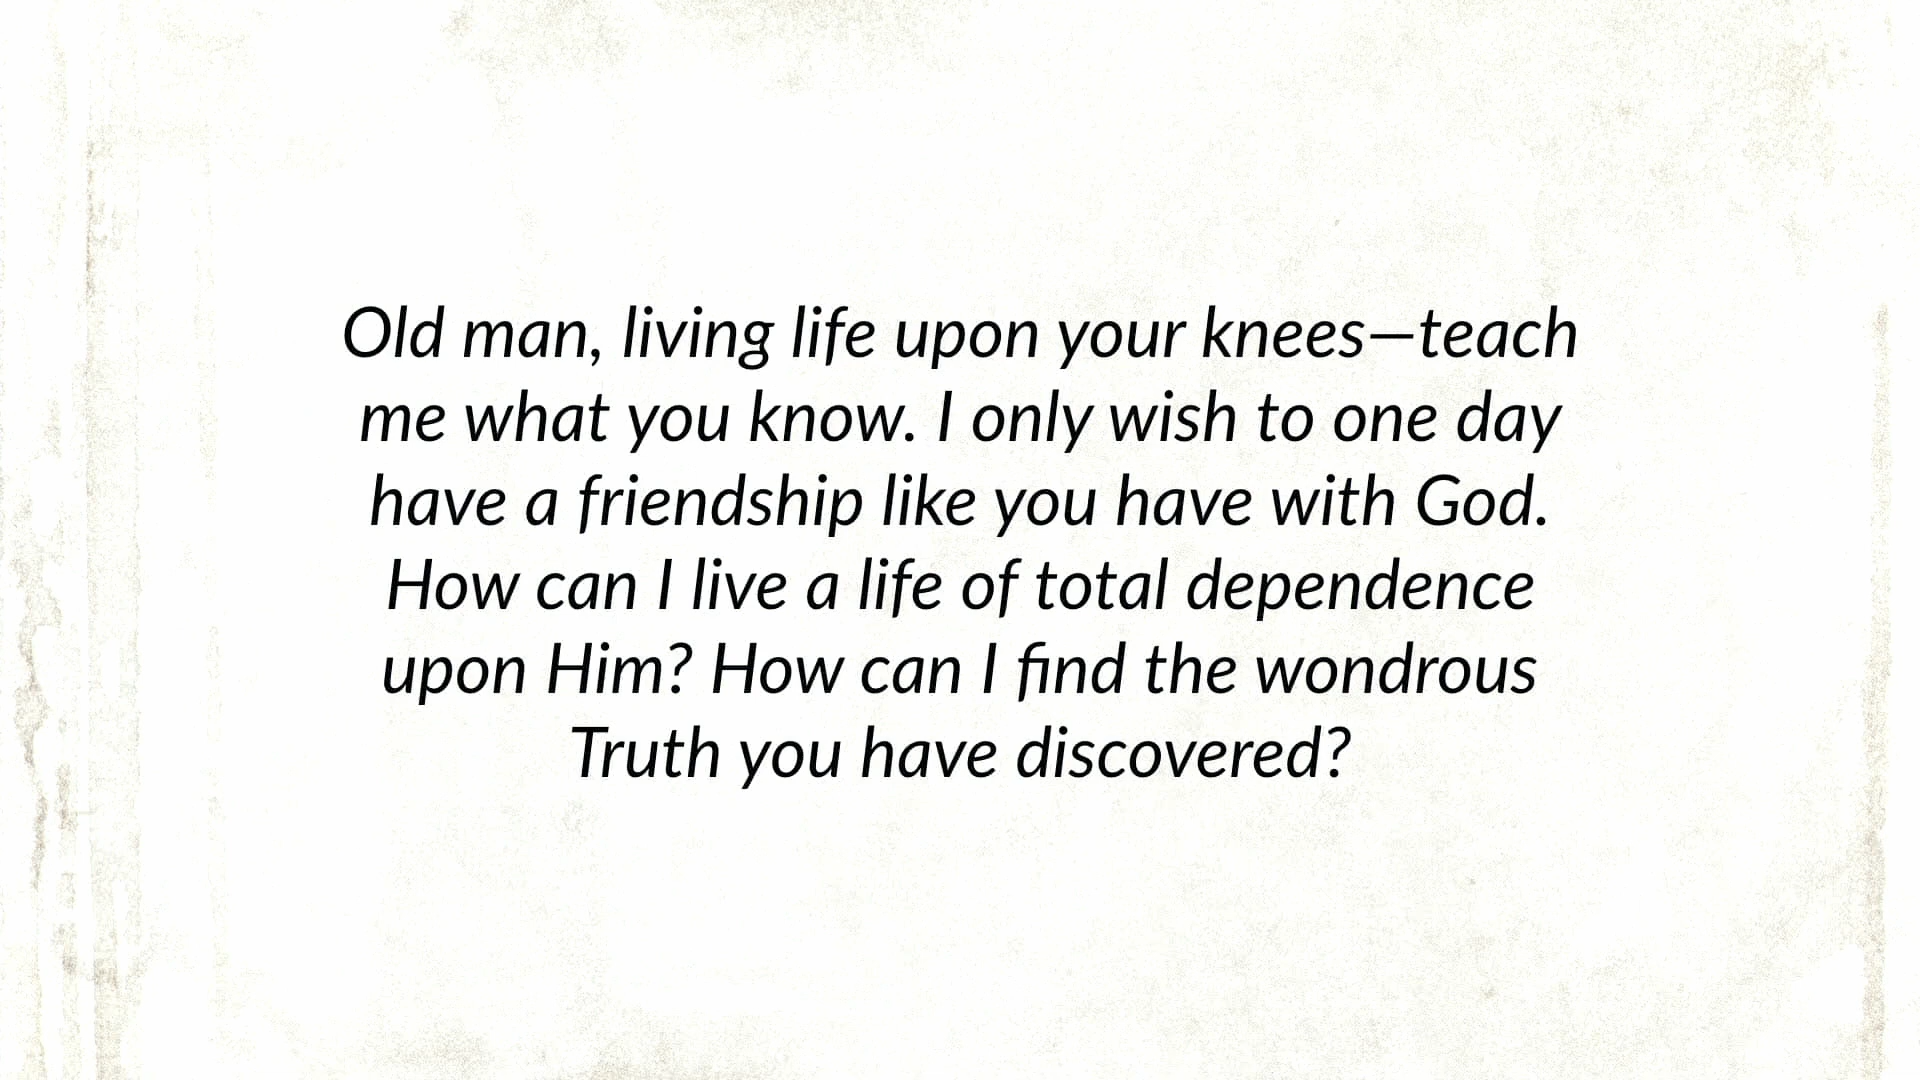 Old man, living life upon your knees—teach
me what you know. I only wish to one day
have a friendship like you have with God.
How can I live a life of total dependence
upon Him? How can I find the wondrous
Truth you have discovered?